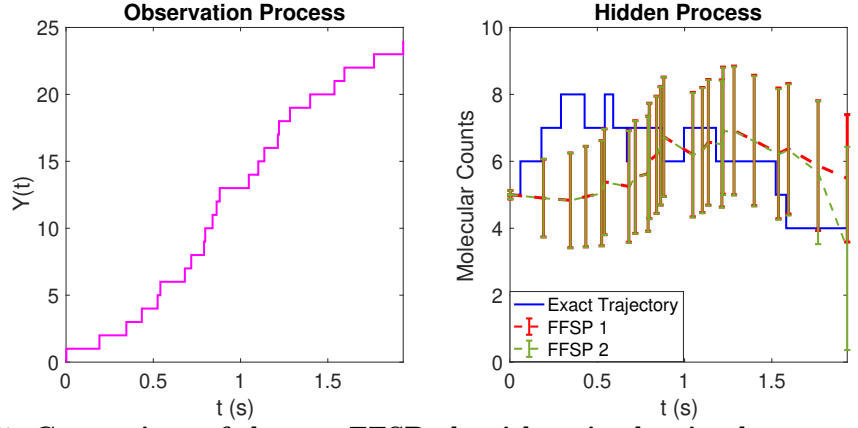 Observation Process
Hidden Process
25
20
15
10
5
0
Y(t)
0
0.5
1
1.5
t (s)
10
8
6
4
2
0
Molecular Counts
Exact Trajectory
FFSP 1
FFSP 2
0
0.5
1
1.5
t (s)